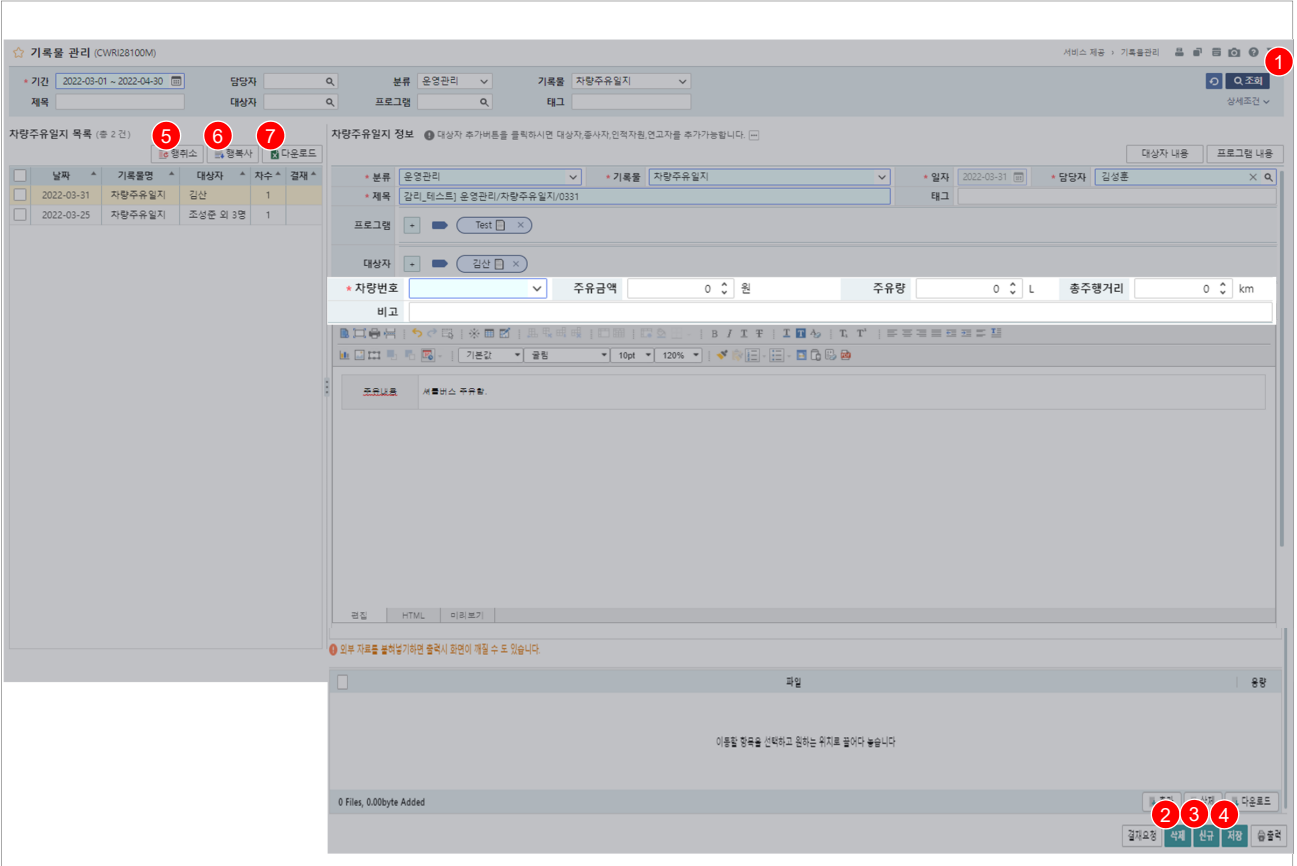 기록물 관리 (CWRI28100M)
서비스 제공 › 기록물관리
1
* 기간 2022-03-01 ~ 2022-04-30 담당자 분류 운영관리 기록물 차량주유일지 조회
제목 대상자 프로그램 태그 상세조건
차량주유일지 목록 (총 2 건)
5 6 7
행취소 행복사 다운로드
날짜 기록물명 대상자 차수 결재
2022-03-31 차량주유일지 김산 1
2022-03-25 차량주유일지 조성준 외 3명 1
차량주유일지 정보 대상자 추가버튼을 클릭하시면 대상자,종사자,인적자원,연고자를 추가가능합니다.
대상자 내용 프로그램 내용
* 분류 운영관리 * 기록물 차량주유일지 * 일자 2022-03-31 * 담당자 김성훈
* 제목 감리_테스트] 운영관리/차량주유일지/0331 태그
프로그램 + Test ×
대상자 + 김산 ×
* 차량번호 주유금액 0 원 주유량 0 L 총주행거리 0 km
비고
기본값 굴림 10pt 120%
주유내용 셔틀버스 주유함.
편집 HTML 미리보기
외부 자료를 붙여넣기하면 출력시 화면이 깨질 수 도 있습니다.
파일 용량
이동할 항목을 선택하고 원하는 위치로 끌어다 놓습니다
0 Files, 0.00byte Added
삭제 다운로드
2 3 4
결재요청 삭제 신규 저장 출력